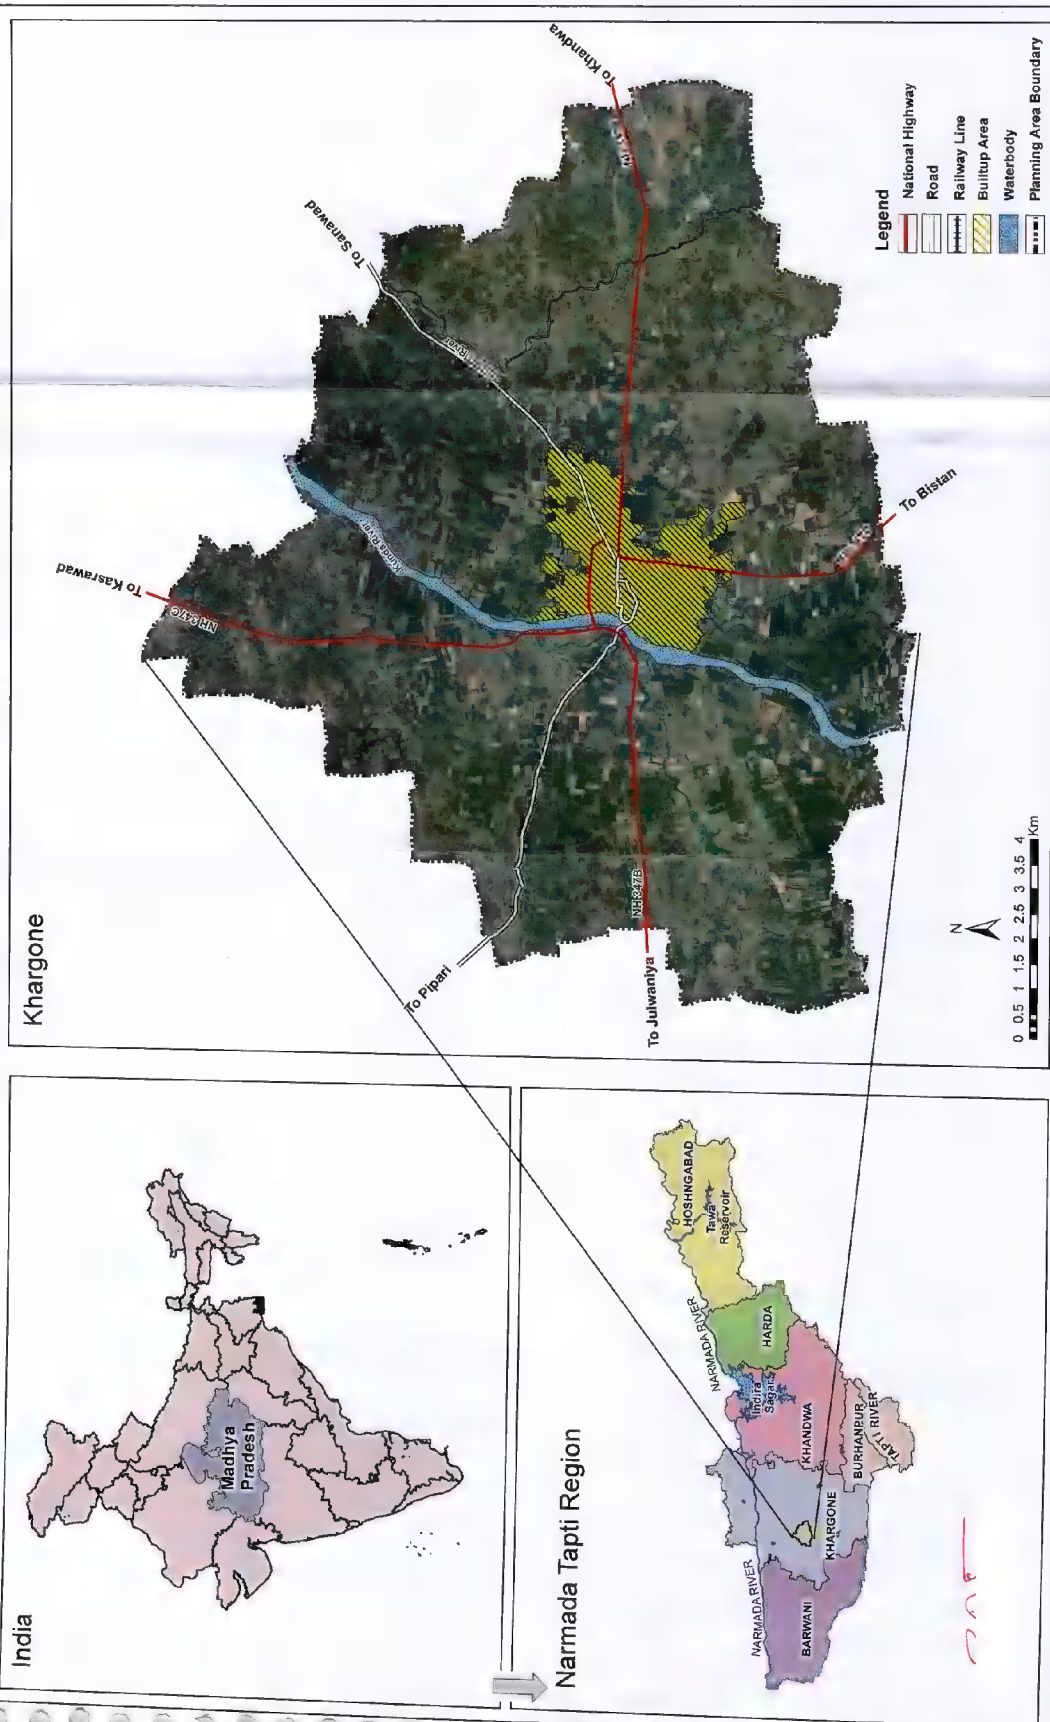 India
Madhya
Pradesh
Narmada Tapti Region
NARMADA RIVER
NARMADA RIVER
HOSHNGABAD
Tawa
Reservoir
HARDA
Indira
Sagar
KHANDWA
BURHANPUR
TAPTI RIVER
KHARGONE
BARWANI
Khargone
To Kasrawad
NH 347C
To Sanawad
River
To Khandwa
Kunda River
To Pipari
To Julwaniya
NH 347B
To Bistan
N
0 0.5 1 1.5 2 2.5 3 3.5 4
Km
Legend
National Highway
Road
Railway Line
Builtup Area
Waterbody
Planning Area Boundary